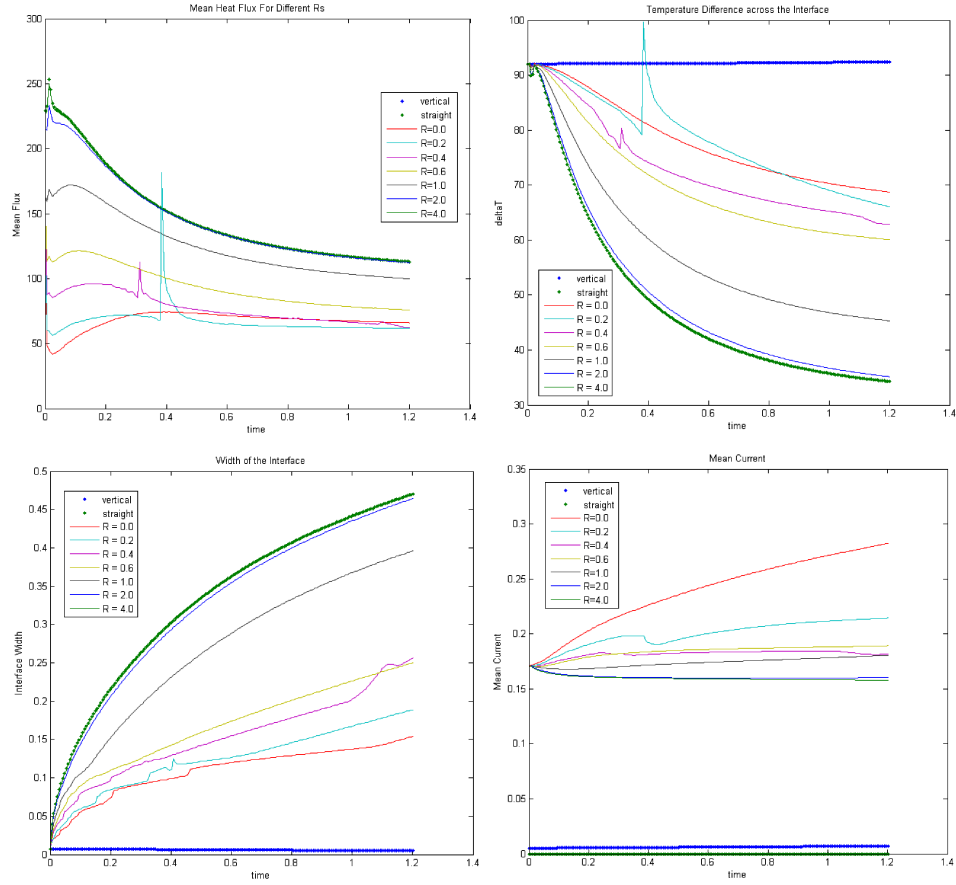 Mean Heat Flux For Different Rs
300
250
200
150
100
50
0
Mean Flux
vertical
straight
R=0.0
R=0.2
R=0.4
R=0.6
R=1.0
R=2.0
R=4.0
0 0.2 0.4 0.6 0.8 1 1.2 1.4
time
Temperature Difference across the Interface
100
90
80
70
60
50
40
30
deltaT
vertical
straight
R = 0.0
R = 0.2
R = 0.4
R = 0.6
R = 1.0
R = 2.0
R = 4.0
0 0.2 0.4 0.6 0.8 1 1.2 1.4
time
Width of the Interface
0.5
0.45
0.4
0.35
0.3
0.25
0.2
0.15
0.1
0.05
0
Interface Width
vertical
straight
R = 0.0
R = 0.2
R = 0.4
R = 0.6
R = 1.0
R = 2.0
R = 4.0
0 0.2 0.4 0.6 0.8 1 1.2 1.4
time
Mean Current
0.35
0.3
0.25
0.2
0.15
0.1
0.05
0
Mean Current
vertical
straight
R=0.0
R=0.2
R=0.4
R=0.6
R=1.0
R=2.0
R=4.0
0 0.2 0.4 0.6 0.8 1 1.2 1.4
time